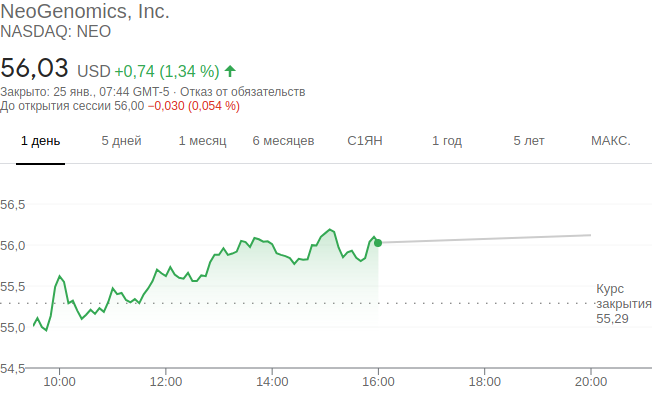 NeoGenomics, Inc.
NASDAQ: NEO
56,03 USD +0,74 (1,34 %)
Закрыто: 25 янв., 07:44 GMT-5 · Отказ от обязательств
До открытия сессии 56,00 −0,030 (0,054 %)
1 день 5 дней 1 месяц 6 месяцев С1ЯН 1 год 5 лет МАКС.
56,5
56,0
55,5
Курс
закрытия
55,29
55,0
54,5
10:00 12:00 14:00 16:00 18:00 20:00